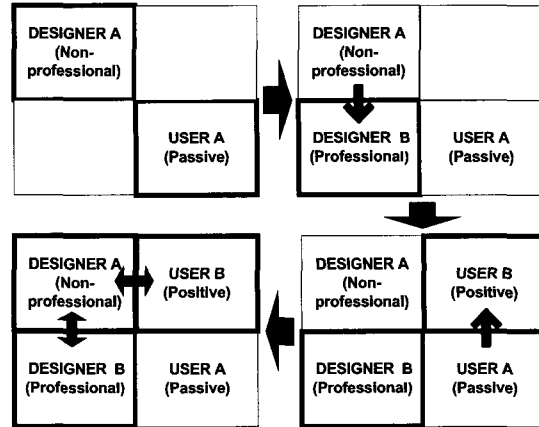 DESIGNER A
(Non-
professional)
USER A
(Passive)
DESIGNER A
(Non-
professional)
DESIGNER B
(Professional)
USER A
(Passive)
DESIGNER A
(Non-
professional)
USER B
(Positive)
DESIGNER B
(Professional)
USER A
(Passive)
DESIGNER A
(Non-
professional)
USER B
(Positive)
DESIGNER B
(Professional)
USER A
(Passive)